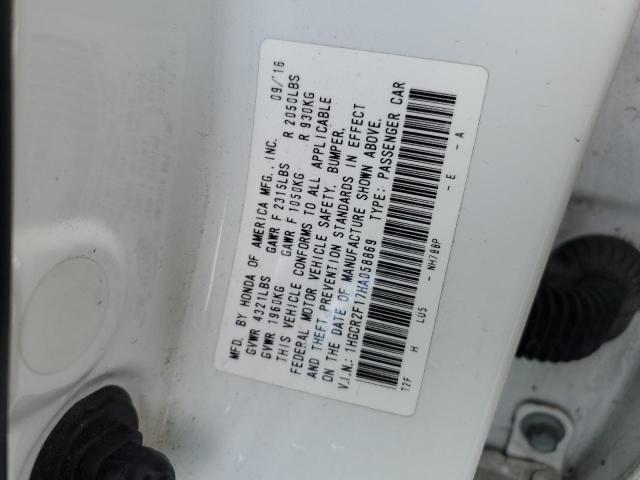 MFD. BY HONDA OF AMERICA MFG., INC. 09/16
GVWR 4321LBS GAWR F 2315LBS R 2050LBS
GVWR 1960KG GAWR F 1050KG R 930KG
THIS VEHICLE CONFORMS TO ALL APPLICABLE
FEDERAL MOTOR VEHICLE SAFETY, BUMPER,
AND THEFT PREVENTION STANDARDS IN EFFECT
ON THE DATE OF MANUFACTURE SHOWN ABOVE.
V.I.N.: 1HGCR2F17HA059869 TYPE: PASSENGER CAR
T2F H LU5 - NH788P - E - A